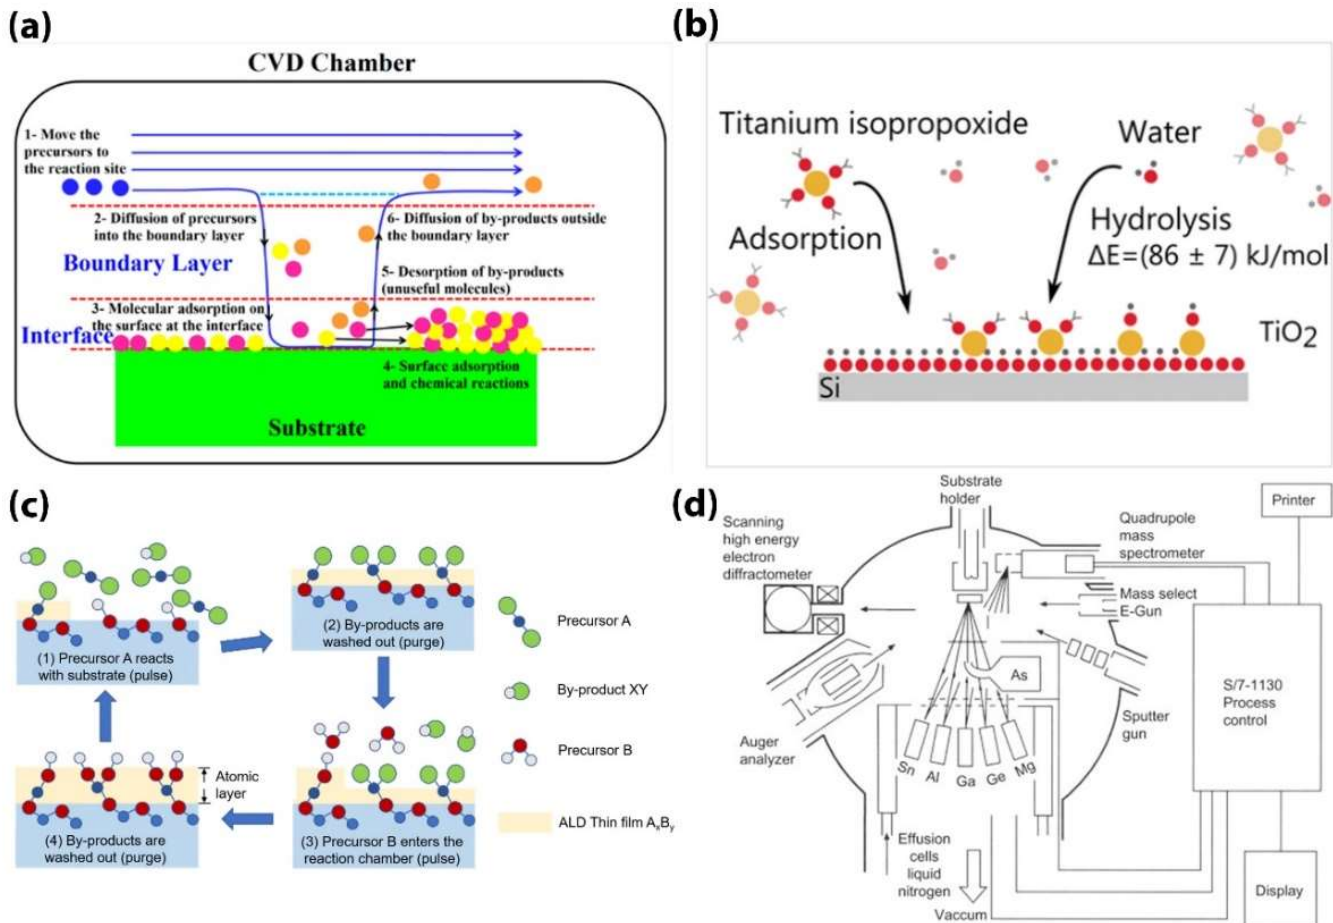 (a)
CVD Chamber
1- Move the
precursors to
the reaction site
2- Diffusion of precursors
into the boundary layer
6- Diffusion of by-products outside
the boundary layer
Boundary Layer
5- Desorption of by-products
(unuseful molecules)
3- Molecular adsorption on
the surface at the interface
Interface
4- Surface adsorption
and chemical reactions
Substrate
(b)
Titanium isopropoxide
Water
Adsorption
Hydrolysis
ΔE=(86 ± 7) kJ/mol
TiO2
Si
(c)
(1) Precursor A reacts
with substrate (pulse)
(2) By-products are
washed out (purge)
Precursor A
By-product XY
Precursor B
Atomic
layer
(4) By-products are
washed out (purge)
(3) Precursor B enters the
reaction chamber (pulse)
ALD Thin film AxBy
(d)
Substrate
holder
Printer
Scanning
high energy
electron
diffractometer
Quadrupole
mass
spectrometer
Mass select
E-Gun
As
S/7-1130
Process
control
Sputter
gun
Auger
analyzer
Sn
Al
Ga
Ge
Mg
Effusion
cells
liquid
nitrogen
Vaccum
Display